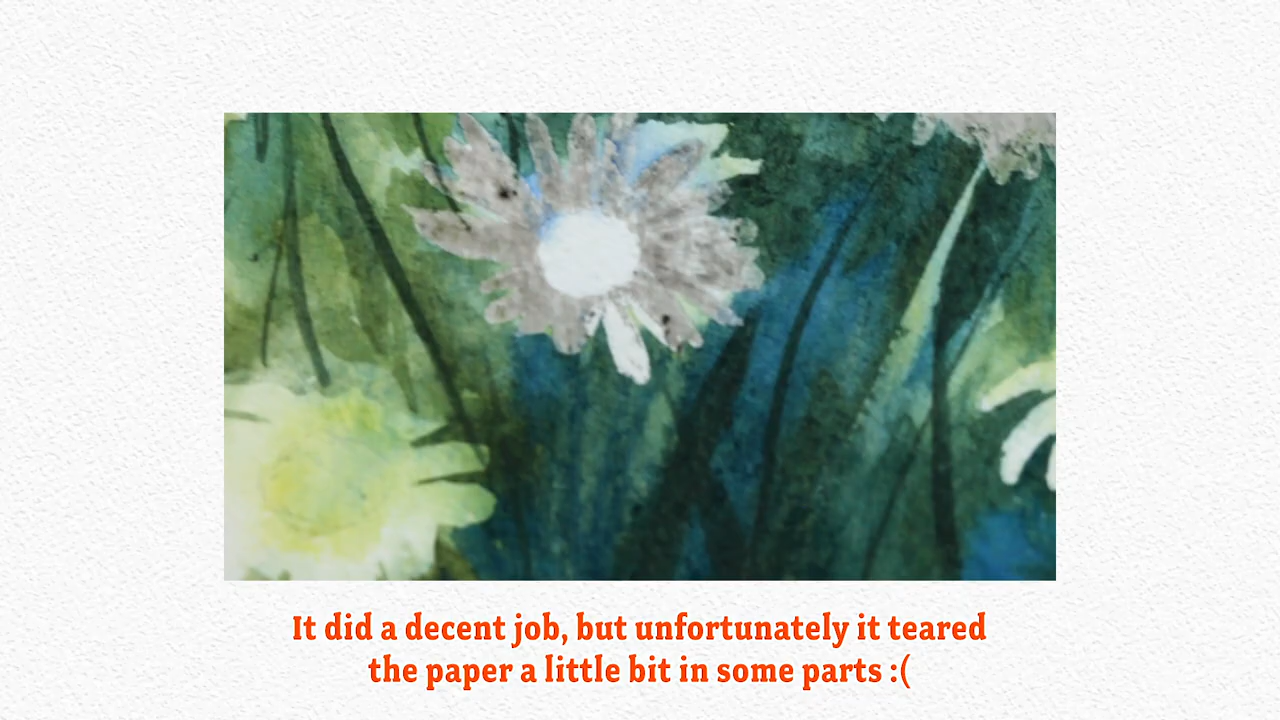 It did a decent job, but unfortunately it teared
the paper a little bit in some parts :(